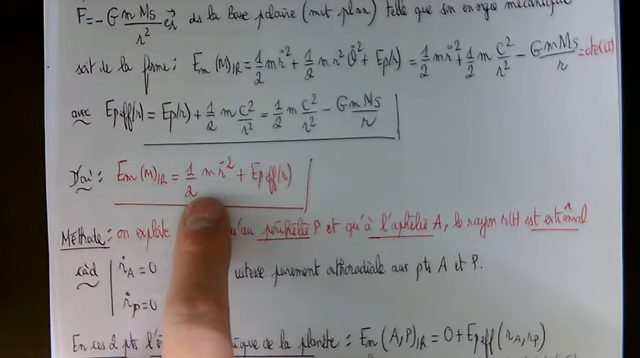 F⃗ = - G m Ms / r² e⃗r ds la base polaire (mvt plan) telle que son énergie mécanique
soit de la forme : Em (M)/R = 1/2 m ṙ² + 1/2 m r² θ̇² + Ep(r) = 1/2 m ṙ² + 1/2 m C²/r² - G m Ms / r = cte
avec Epeff(r) = Ep(r) + 1/2 m C²/r² = 1/2 m C²/r² - G m Ms / r
D'où : Em (M)/R = 1/2 m ṙ² + Epeff(r)
Méthode : on exploite qu'au périhélie P et qu'à l'aphélie A, le rayon r(t) est extrémal
càd ṙA = 0 vitesse purement orthoradiale aux pts A et P.
ṙP = 0
En ces 2 pts l' de la planète : Em (A,P)/R = 0 + Epeff (rA, rP)